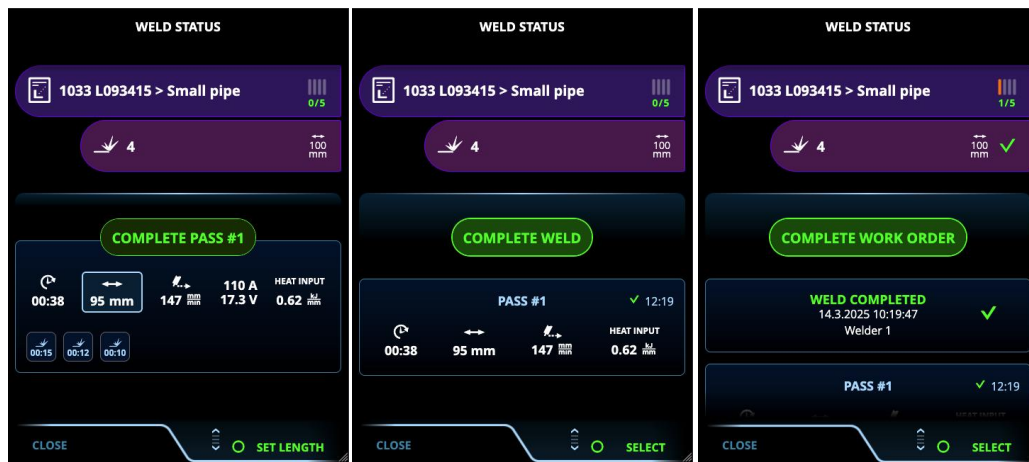 WELD STATUS
1033 L093415 > Small pipe
0/5
4
100
mm
COMPLETE PASS #1
00:38
95 mm
147 mm
min
110 A
17.3 V
HEAT INPUT
0.62 kJ
mm
00:15
00:12
00:10
CLOSE
SET LENGTH
WELD STATUS
1033 L093415 > Small pipe
0/5
4
100
mm
COMPLETE WELD
PASS #1
12:19
00:38
95 mm
147 mm
min
HEAT INPUT
0.62 kJ
mm
CLOSE
SELECT
WELD STATUS
1033 L093415 > Small pipe
1/5
4
100
mm
COMPLETE WORK ORDER
WELD COMPLETED
14.3.2025 10:19:47
Welder 1
PASS #1
12:19
HEAT INPUT
CLOSE
SELECT